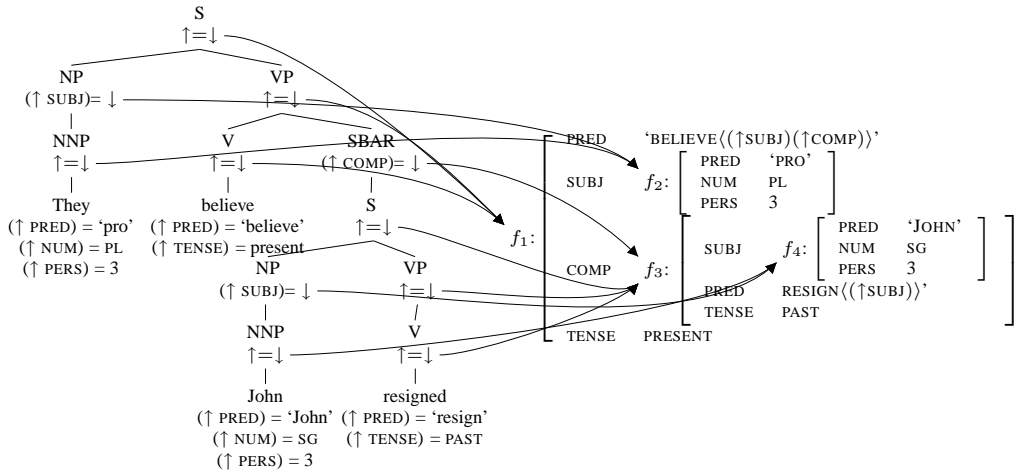 S
↑=↓
NP VP
(↑ SUBJ)= ↓ ↑=↓
NNP V SBAR
↑=↓ ↑=↓ (↑ COMP)= ↓
They believe S
(↑ PRED) = ‘pro’ (↑ PRED) = ‘believe’ ↑=↓
(↑ NUM) = PL (↑ TENSE) = present
(↑ PERS) = 3
NP VP
(↑ SUBJ)= ↓ ↑=↓
NNP V
↑=↓ ↑=↓
John resigned
(↑ PRED) = ‘John’ (↑ PRED) = ‘resign’
(↑ NUM) = SG (↑ TENSE) = PAST
(↑ PERS) = 3
f1:
PRED ‘BELIEVE⟨(↑SUBJ)(↑COMP)⟩’
SUBJ f2:
PRED ‘PRO’
NUM PL
PERS 3
COMP f3:
SUBJ f4:
PRED ‘JOHN’
NUM SG
PERS 3
PRED RESIGN⟨(↑SUBJ)⟩’
TENSE PAST
TENSE PRESENT